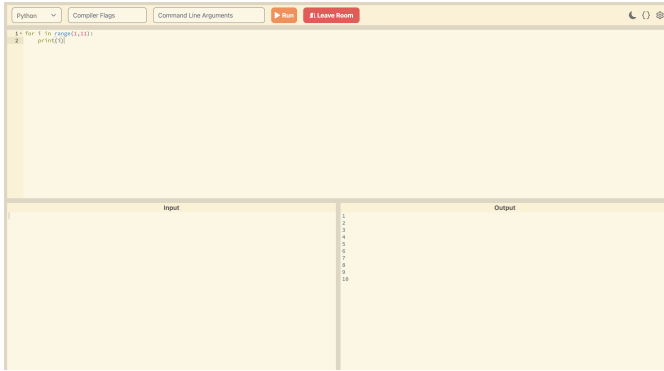 Python Compiler Flags Command Line Arguments Run Leave Room {}
1 for i in range(1,11):
2     print(i)
Input
Output
1
2
3
4
5
6
7
8
9
10